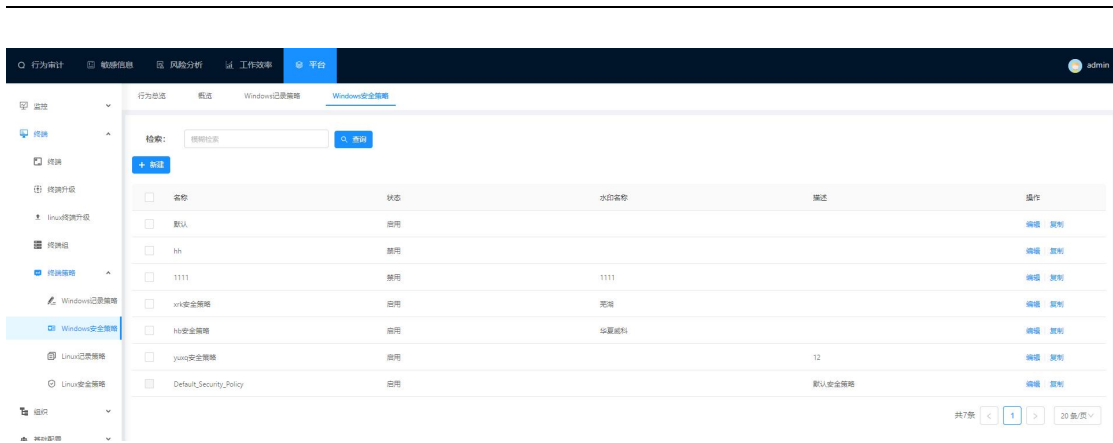 行为审计 敏感信息 风险分析 工作效率 平台 admin
监控 行为总览 概览 Windows记录策略 Windows安全策略
终端 检索： 模糊检索 查询
终端 + 新建
终端升级 名称 状态 水印名称 描述 操作
linux终端升级 默认 启用 编辑 复制
终端组 hh 禁用 编辑 复制
终端策略 1111 禁用 1111 编辑 复制
Windows记录策略 xrk安全策略 启用 芜湖 编辑 复制
Windows安全策略 hb安全策略 启用 华夏威科 编辑 复制
Linux记录策略 yuxq安全策略 启用 12 编辑 复制
Linux安全策略 Default_Security_Policy 启用 默认安全策略 编辑 复制
组织 共7条 < 1 > 20 条/页
基础配置